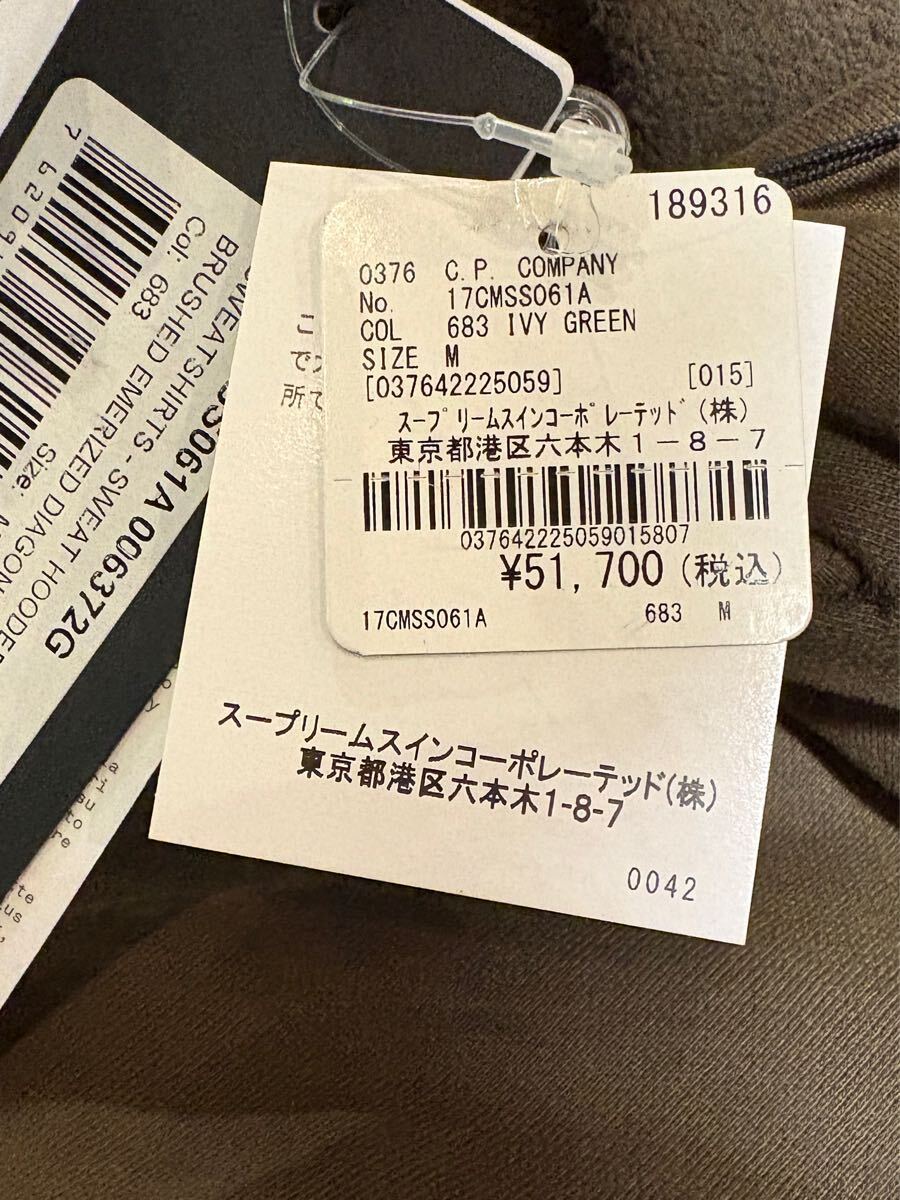 189316
0376 C.P. COMPANY
No. 17CMSS061A
COL 683 IVY GREEN
SIZE M
[037642225059] [015]
ｽｰﾌﾟﾘｰﾑｽｲﾝｺｰﾎﾟﾚｰﾃｯﾄﾞ(株)
東京都港区六本木1-8-7
037642225059015807
¥51,700(税込)
17CMSS061A 683 M
スープリームスインコーポレーテッド(株)
東京都港区六本木1-8-7
0042
SS061A 006372G
SWEATSHIRTS - SWEAT HOODED
BRUSHED EMERIZED DIAGON
Col: 683
Size: